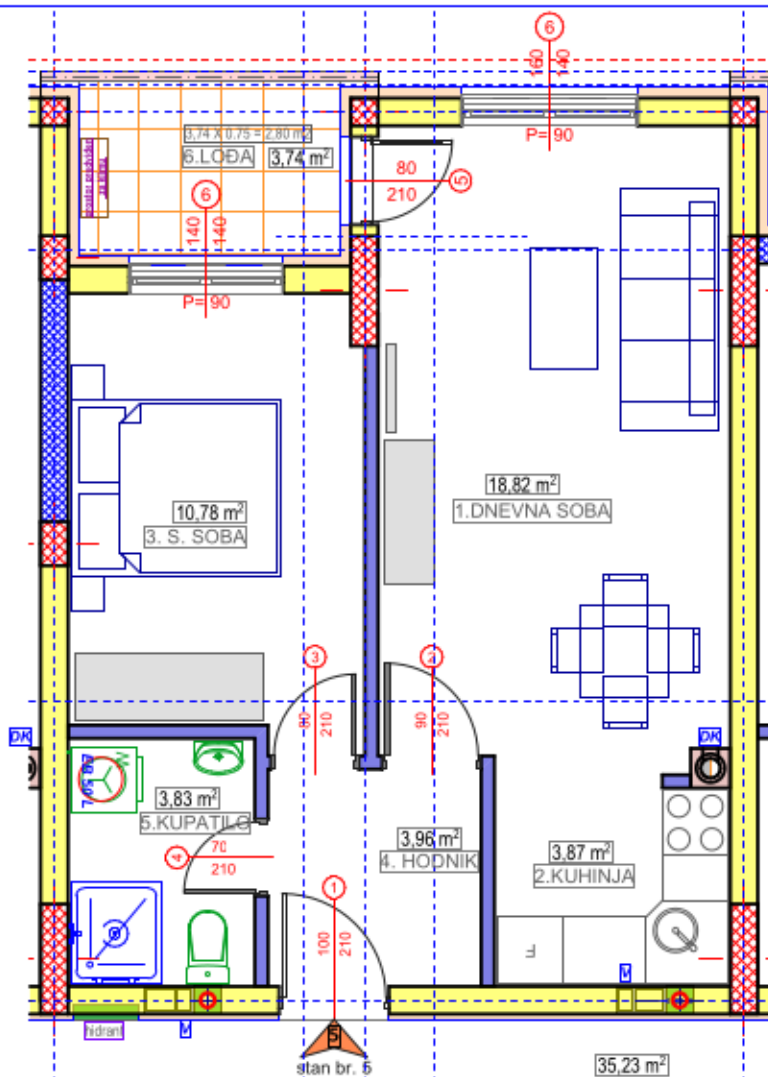 6
160
140
P= 90
3,74 X 0.75 = 2,80 m2
6.LOĐA
3,74 m2
80
210
5
6
140
140
P= 90
10,78 m2
3. S. SOBA
18,82 m2
1.DNEVNA SOBA
3
80
210
2
90
210
DK
DK
3,83 m2
5.KUPATILO
3,96 m2
4. HODNIK
3,87 m2
2.KUHINJA
4
70
210
1
100
210
F
V
V
hidrant
5
stan br. 5
35,23 m2